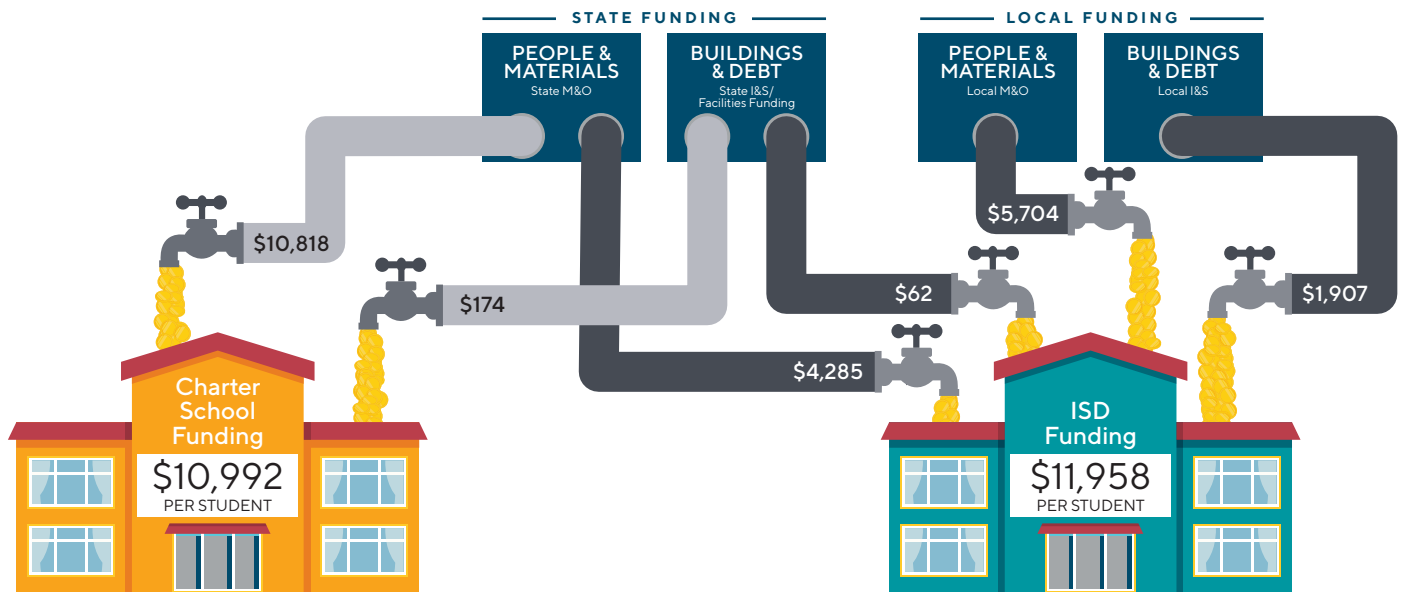 STATE FUNDING
LOCAL FUNDING
PEOPLE &
MATERIALS
State M&O
BUILDINGS
& DEBT
State I&S/
Facilities Funding
PEOPLE &
MATERIALS
Local M&O
BUILDINGS
& DEBT
Local I&S
$10,818
$174
$5,704
$62
$1,907
$4,285
Charter
School
Funding
$10,992
PER STUDENT
ISD
Funding
$11,958
PER STUDENT